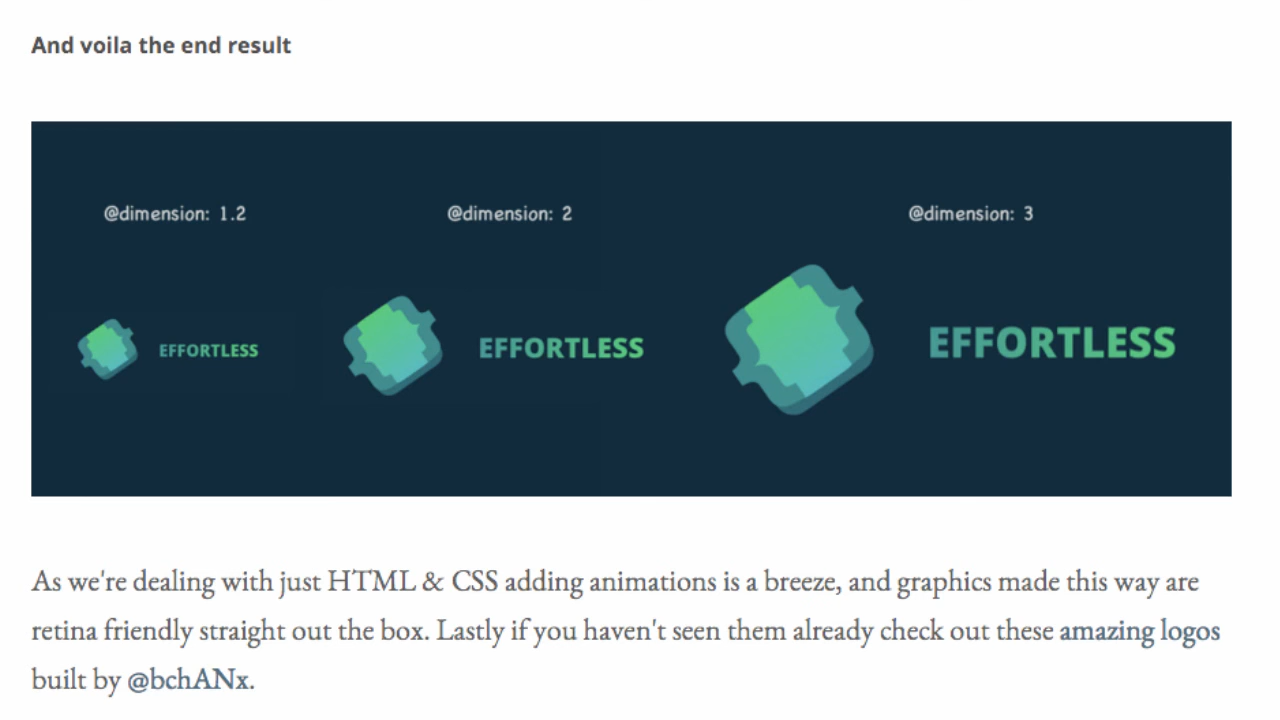 And voila the end result
@dimension: 1.2 @dimension: 2 @dimension: 3
EFFORTLESS EFFORTLESS EFFORTLESS
As we're dealing with just HTML & CSS adding animations is a breeze, and graphics made this way are
retina friendly straight out the box. Lastly if you haven't seen them already check out these amazing logos
built by @bchANx.